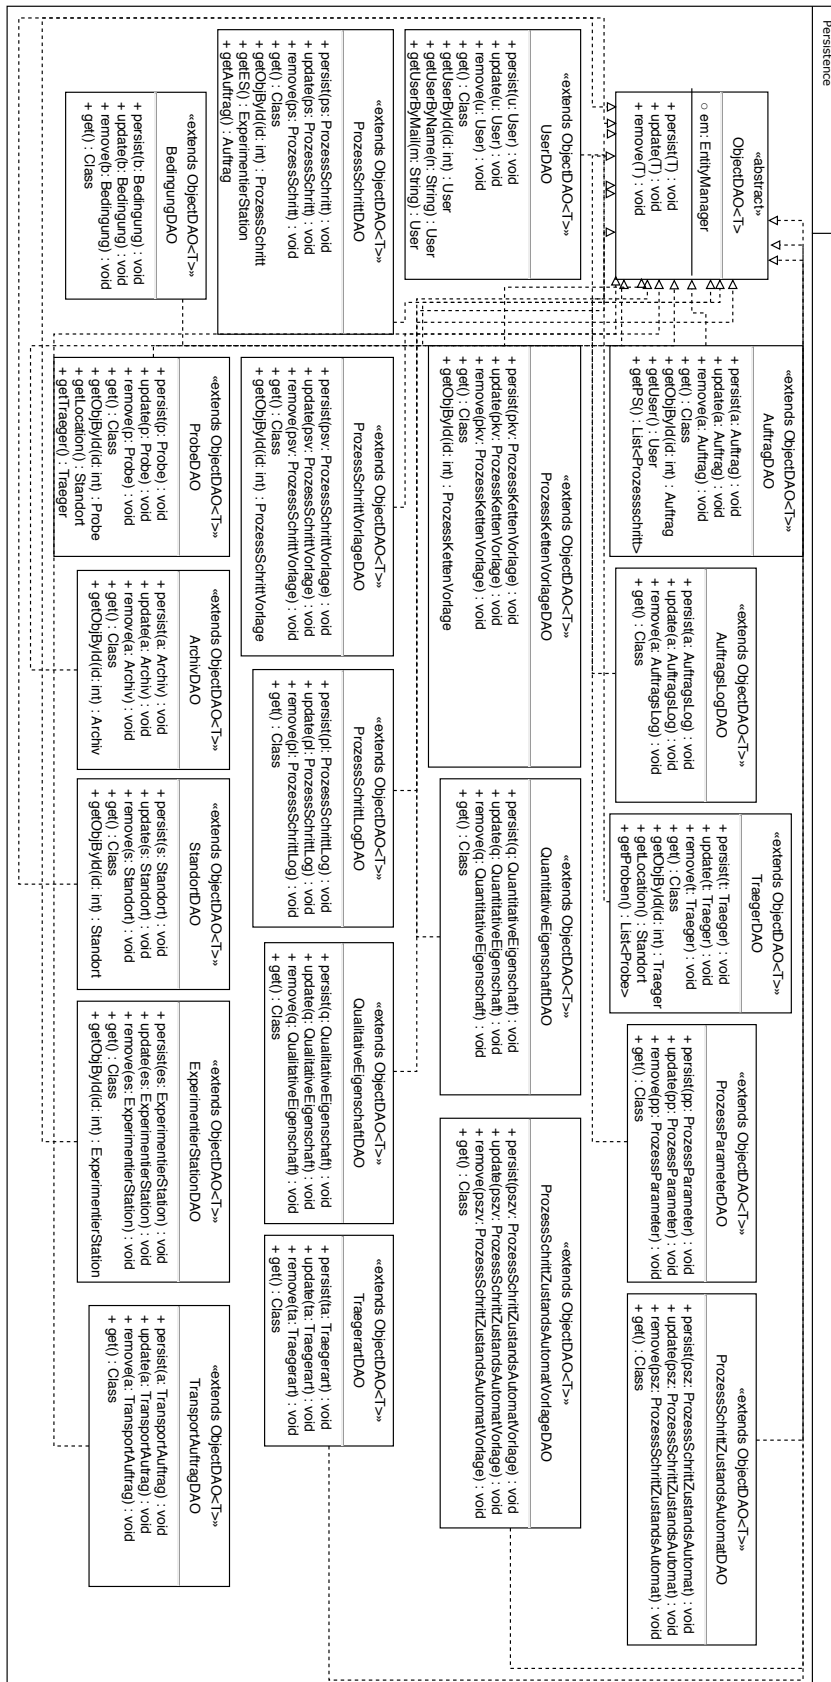 Persistence
«abstract»
ObjectDAO<T>
○ em: EntityManager
+ persist(T) : void
+ update(T) : void
+ remove(T) : void
«extends ObjectDAO<T>»
UserDAO
+ persist(u: User) : void
+ update(u: User) : void
+ remove(u: User) : void
+ get() : Class
+ getUserById(id: int) : User
+ getUserByName(n: String) : User
+ getUserByMail(m: String) : User
«extends ObjectDAO<T>»
ProzessSchrittDAO
+ persist(ps: ProzessSchritt) : void
+ update(ps: ProzessSchritt) : void
+ remove(ps: ProzessSchritt) : void
+ get() : Class
+ getObjById(id: int) : ProzessSchritt
+ getES() : ExperimentierStation
+ getAuftrag() : Auftrag
«extends ObjectDAO<T>»
BedingungDAO
+ persist(b: Bedingung) : void
+ update(b: Bedingung) : void
+ remove(b: Bedingung) : void
+ get() : Class
«extends ObjectDAO<T>»
AuftragDAO
+ persist(a: Auftrag) : void
+ update(a: Auftrag) : void
+ remove(a: Auftrag) : void
+ get() : Class
+ getObjById(id: int) : Auftrag
+ getUser() : User
+ getPS() : List<Prozessschritt>
«extends ObjectDAO<T>»
ProzessKettenVorlageDAO
+ persist(pkv: ProzessKettenVorlage) : void
+ update(pkv: ProzessKettenVorlage) : void
+ remove(pkv: ProzessKettenVorlage) : void
+ get() : Class
+ getObjById(id: int) : ProzessKettenVorlage
«extends ObjectDAO<T>»
ProzessSchrittVorlageDAO
+ persist(psv: ProzessSchrittVorlage) : void
+ update(psv: ProzessSchrittVorlage) : void
+ remove(psv: ProzessSchrittVorlage) : void
+ get() : Class
+ getObjById(id: int) : ProzessSchrittVorlage
«extends ObjectDAO<T>»
ProbeDAO
+ persist(p: Probe) : void
+ update(p: Probe) : void
+ remove(p: Probe) : void
+ get() : Class
+ getObjById(id: int) : Probe
+ getLocation() : Standort
+ getTraeger() : Traeger
«extends ObjectDAO<T>»
AuftragsLogDAO
+ persist(a: AuftragsLog) : void
+ update(a: AuftragsLog) : void
+ remove(a: AuftragsLog) : void
+ get() : Class
«extends ObjectDAO<T>»
ProzessSchrittLogDAO
+ persist(pl: ProzessSchrittLog) : void
+ update(pl: ProzessSchrittLog) : void
+ remove(pl: ProzessSchrittLog) : void
+ get() : Class
«extends ObjectDAO<T>»
ArchivDAO
+ persist(a: Archiv) : void
+ update(a: Archiv) : void
+ remove(a: Archiv) : void
+ get() : Class
+ getObjById(id: int) : Archiv
«extends ObjectDAO<T>»
TraegerDAO
+ persist(t: Traeger) : void
+ update(t: Traeger) : void
+ remove(t: Traeger) : void
+ get() : Class
+ getObjById(id: int) : Traeger
+ getLocation() : Standort
+ getProben() : List<Probe>
«extends ObjectDAO<T>»
QuantitativeEigenschaftDAO
+ persist(q: QuantitativeEigenschaft) : void
+ update(q: QuantitativeEigenschaft) : void
+ remove(q: QuantitativeEigenschaft) : void
+ get() : Class
«extends ObjectDAO<T>»
QualitativeEigenschaftDAO
+ persist(q: QualitativeEigenschaft) : void
+ update(q: QualitativeEigenschaft) : void
+ remove(q: QualitativeEigenschaft) : void
+ get() : Class
«extends ObjectDAO<T>»
StandortDAO
+ persist(s: Standort) : void
+ update(s: Standort) : void
+ remove(s: Standort) : void
+ get() : Class
+ getObjById(id: int) : Standort
«extends ObjectDAO<T>»
ProzessParameterDAO
+ persist(pp: ProzessParameter) : void
+ update(pp: ProzessParameter) : void
+ remove(pp: ProzessParameter) : void
+ get() : Class
«extends ObjectDAO<T>»
ProzessSchrittZustandsAutomatVorlageDAO
+ persist(pszv: ProzessSchrittZustandsAutomatVorlage) : void
+ update(pszv: ProzessSchrittZustandsAutomatVorlage) : void
+ remove(pszv: ProzessSchrittZustandsAutomatVorlage) : void
+ get() : Class
«extends ObjectDAO<T>»
TraegerartDAO
+ persist(ta: Traegerart) : void
+ update(ta: Traegerart) : void
+ remove(ta: Traegerart) : void
+ get() : Class
«extends ObjectDAO<T>»
ExperimentierStationDAO
+ persist(es: ExperimentierStation) : void
+ update(es: ExperimentierStation) : void
+ remove(es: ExperimentierStation) : void
+ get() : Class
+ getObjById(id: int) : ExperimentierStation
«extends ObjectDAO<T>»
ProzessSchrittZustandsAutomatDAO
+ persist(psz: ProzessSchrittZustandsAutomat) : void
+ update(psz: ProzessSchrittZustandsAutomat) : void
+ remove(psz: ProzessSchrittZustandsAutomat) : void
+ get() : Class
«extends ObjectDAO<T>»
TransportAuftragDAO
+ persist(a: TransportAuftrag) : void
+ update(a: TransportAutrag) : void
+ remove(a: TransportAuftrag) : void
+ get() : Class